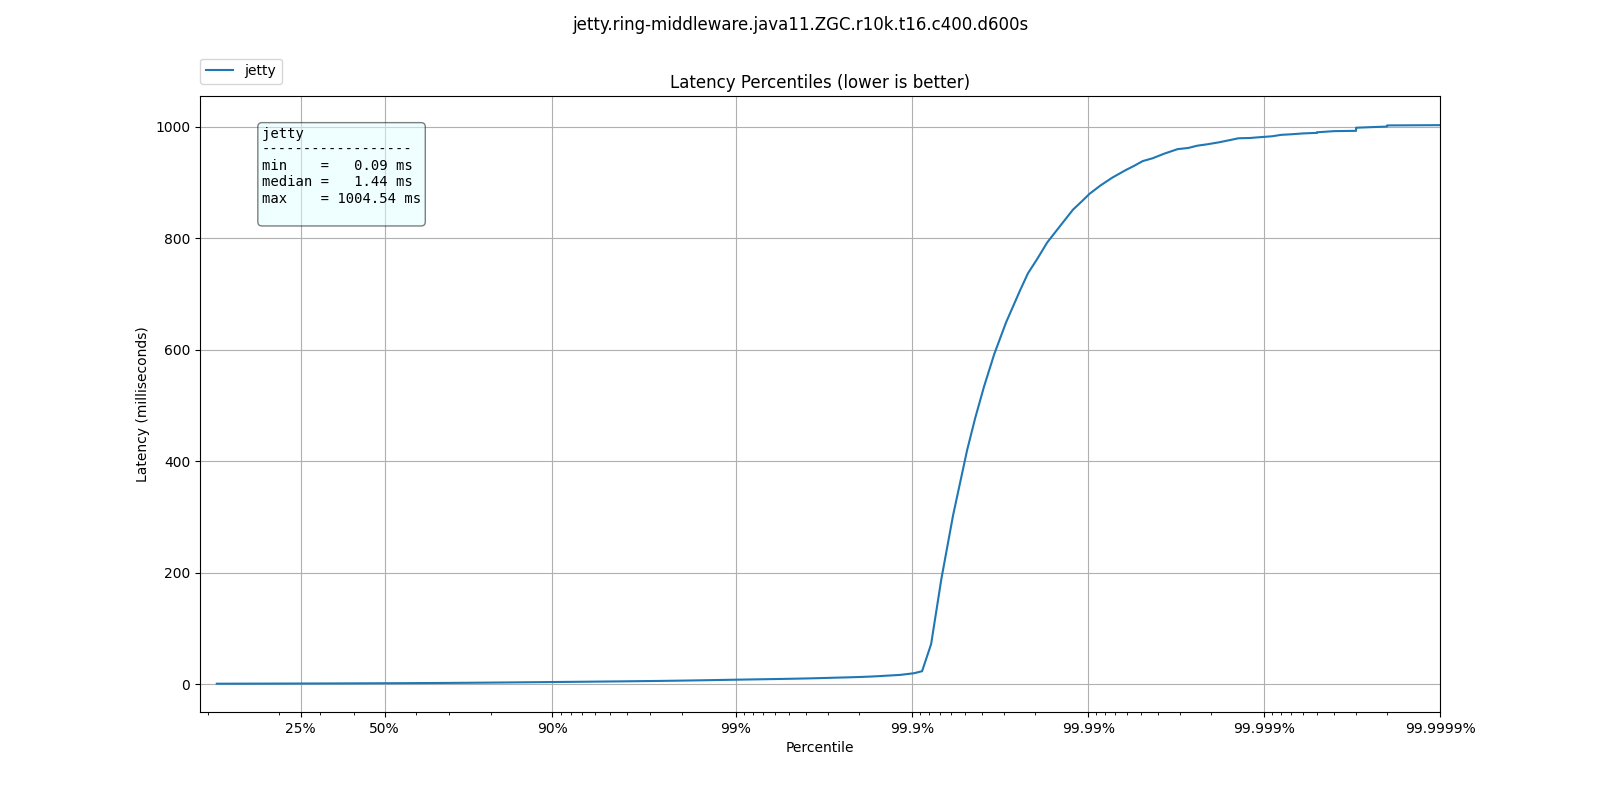 jetty.ring-middleware.java11.ZGC.r10k.t16.c400.d600s
jetty
Latency Percentiles (lower is better)
1000
800
600
400
200
0
Latency (milliseconds)
jetty
------------------
min    =   0.09 ms
median =   1.44 ms
max    = 1004.54 ms
25% 50% 90% 99% 99.9% 99.99% 99.999% 99.9999%
Percentile